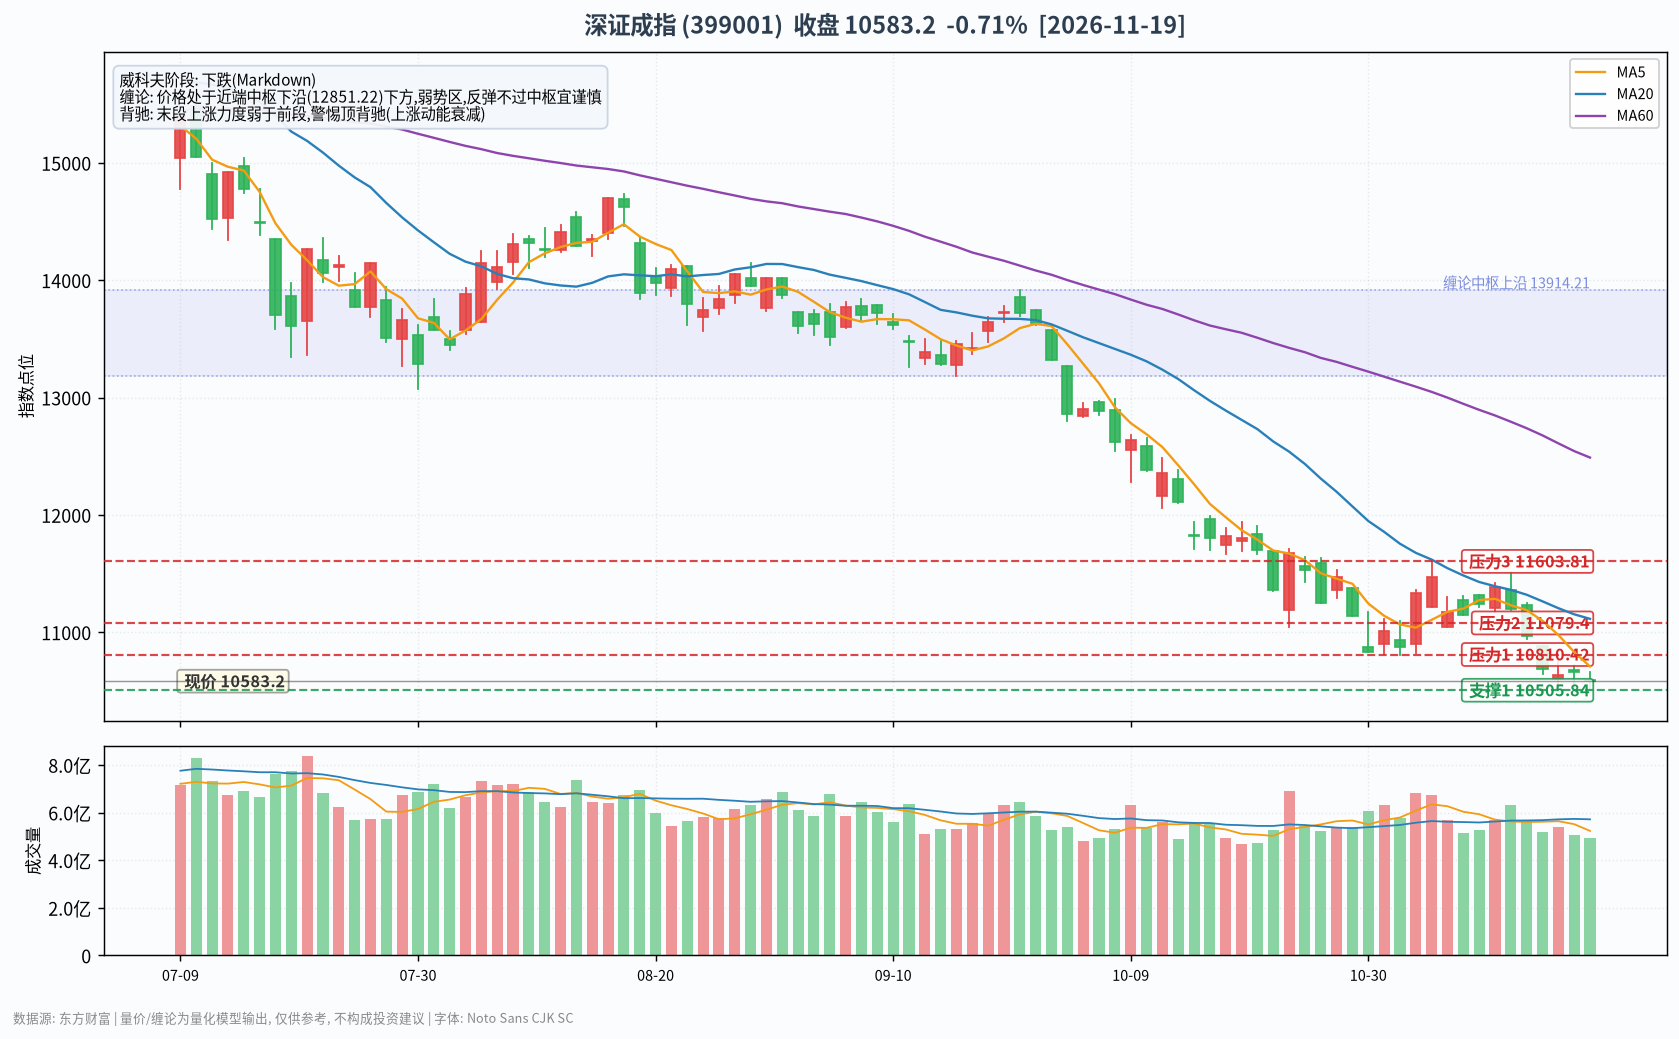 深证成指 (399001)  收盘 10583.2  -0.71%  [2026-11-19]
威科夫阶段: 下跌(Markdown)
缠论: 价格处于近端中枢下沿(12851.22)下方,弱势区,反弹不过中枢宜谨慎
背驰: 末段上涨力度弱于前段,警惕顶背驰(上涨动能衰减)
MA5
MA20
MA60
指数点位
15000
14000
13000
12000
11000
缠论中枢上沿 13914.21
压力3 11603.81
压力2 11079.4
压力1 10810.42
现价 10583.2
支撑1 10505.84
成交量
8.0亿
6.0亿
4.0亿
2.0亿
0
07-09
07-30
08-20
09-10
10-09
10-30
数据源: 东方财富 | 量价/缠论为量化模型输出, 仅供参考, 不构成投资建议 | 字体: Noto Sans CJK SC